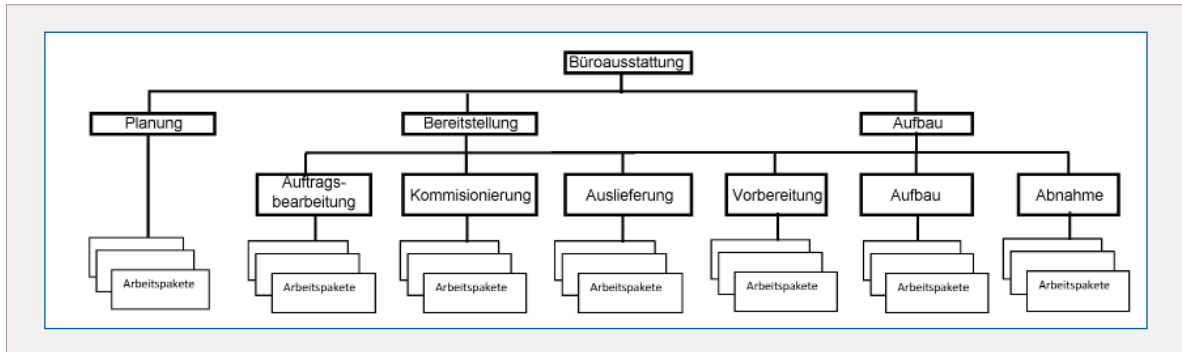 Büroausstattung
Planung
Bereitstellung
Aufbau
Auftrags-
bearbeitung
Kommisionierung
Auslieferung
Vorbereitung
Aufbau
Abnahme
Arbeitspakete
Arbeitspakete
Arbeitspakete
Arbeitspakete
Arbeitspakete
Arbeitspakete
Arbeitspakete